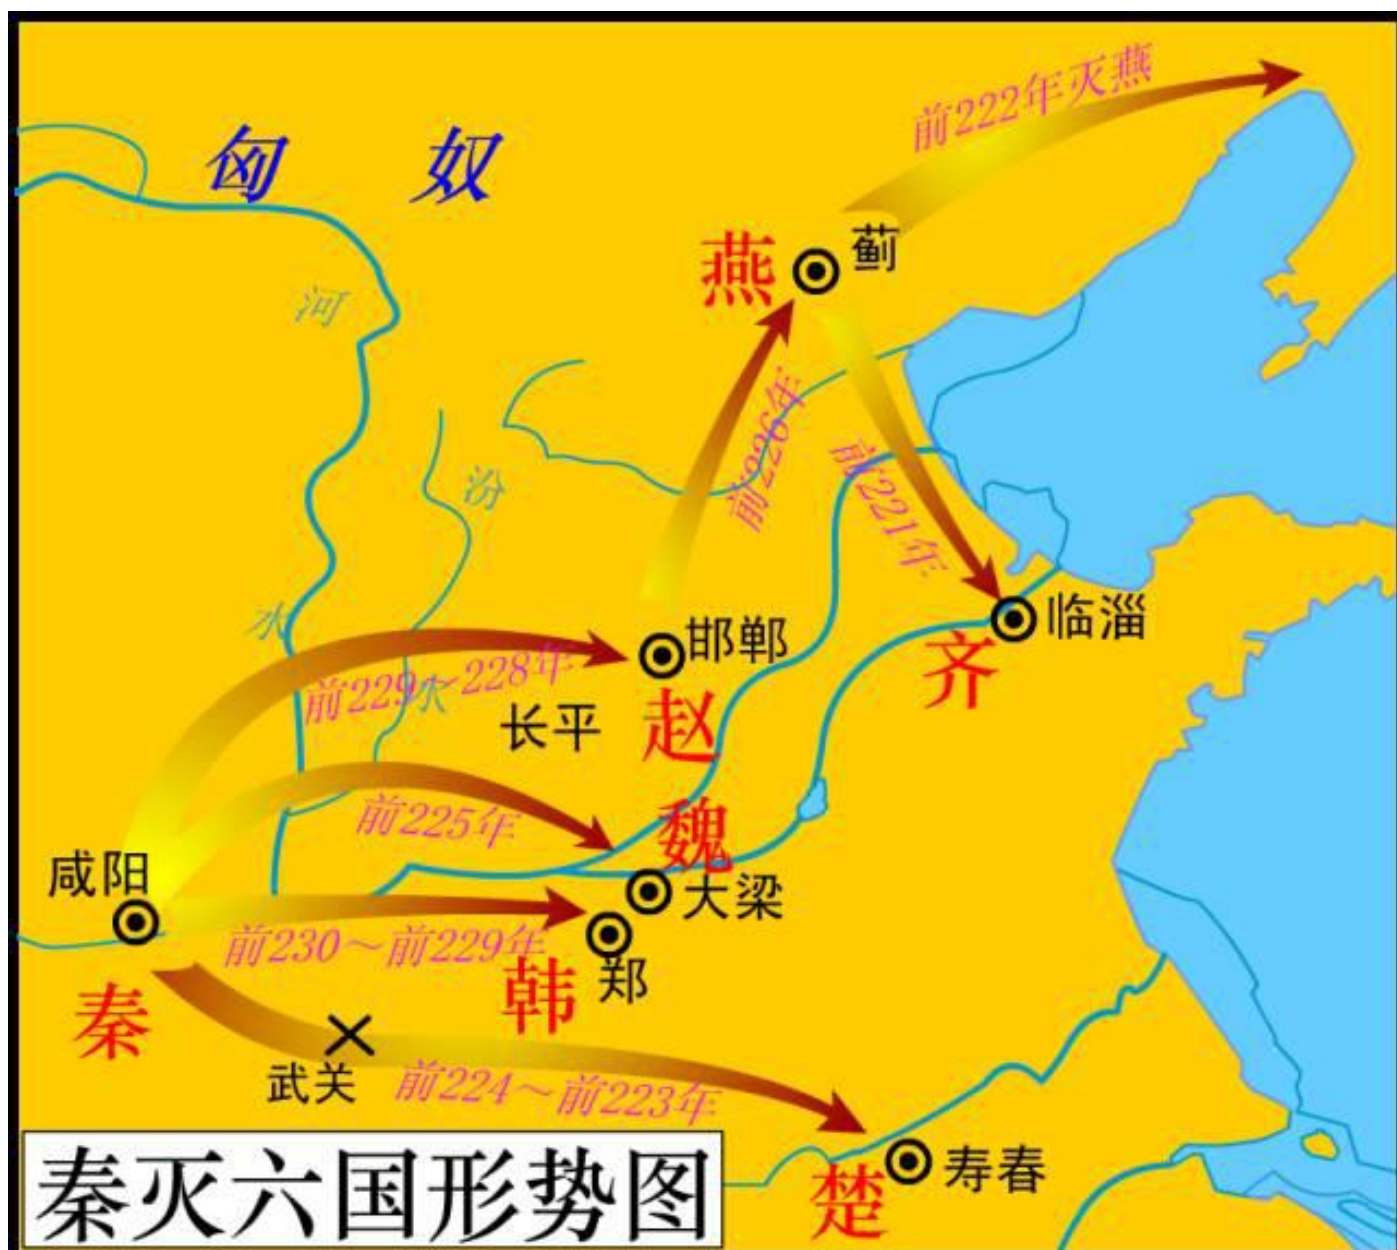 前222年灭燕
匈奴
燕
蓟
河
前226年
汾
前221年
水
邯郸
临淄
齐
前229～228年
水
长平
赵
前225年
魏
咸阳
大梁
前230～前229年
郑
韩
秦
武关
前224～前223年
寿春
楚
秦灭六国形势图